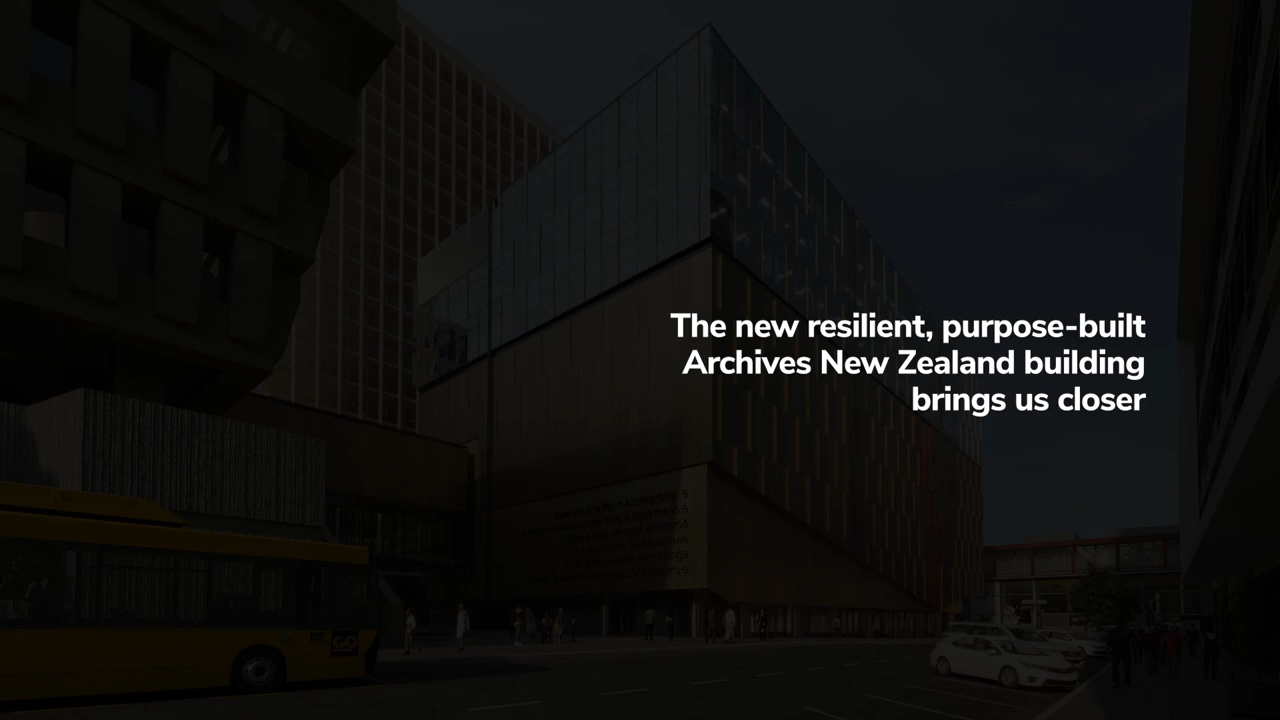 The new resilient, purpose-built
Archives New Zealand building
brings us closer